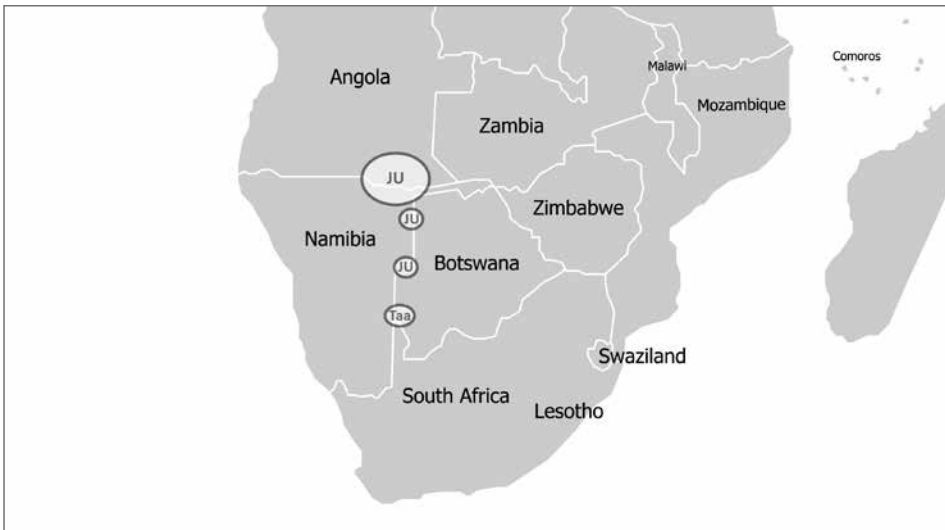 Comoros
Malawi
Angola
Mozambique
Zambia
JU
Zimbabwe
JU
Namibia
Botswana
JU
Taa
Swaziland
South Africa
Lesotho